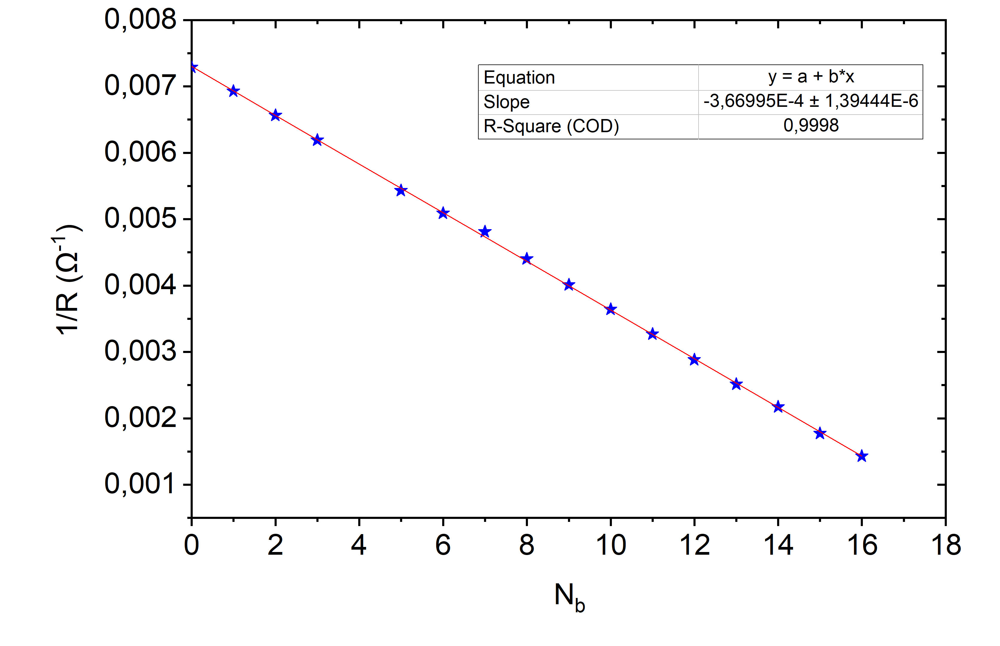 0,008
0,007
0,006
0,005
0,004
0,003
0,002
0,001
1/R (Ω⁻¹)
Equation y = a + b*x
Slope -3,66995E-4 ± 1,39444E-6
R-Square (COD) 0,9998
0 2 4 6 8 10 12 14 16 18
N_b